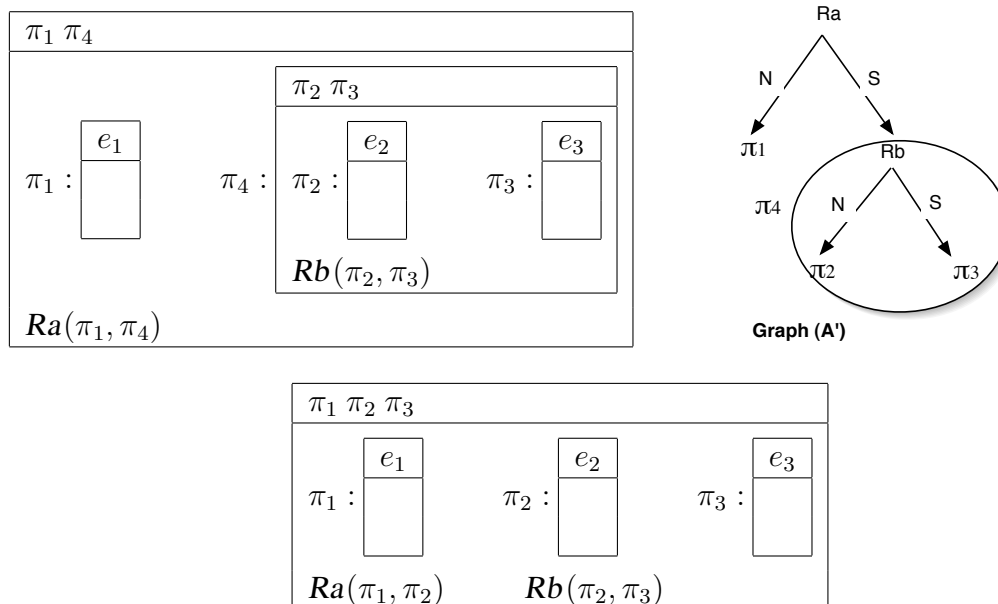 π₁ π₄
π₂ π₃
e₁
e₂
e₃
π₁ :
π₄ :
π₂ :
π₃ :
Rb(π₂, π₃)
Ra(π₁, π₄)
Ra
N S
π1
Rb
π4
N S
π2 π3
Graph (A')
π₁ π₂ π₃
e₁
e₂
e₃
π₁ :
π₂ :
π₃ :
Ra(π₁, π₂) Rb(π₂, π₃)